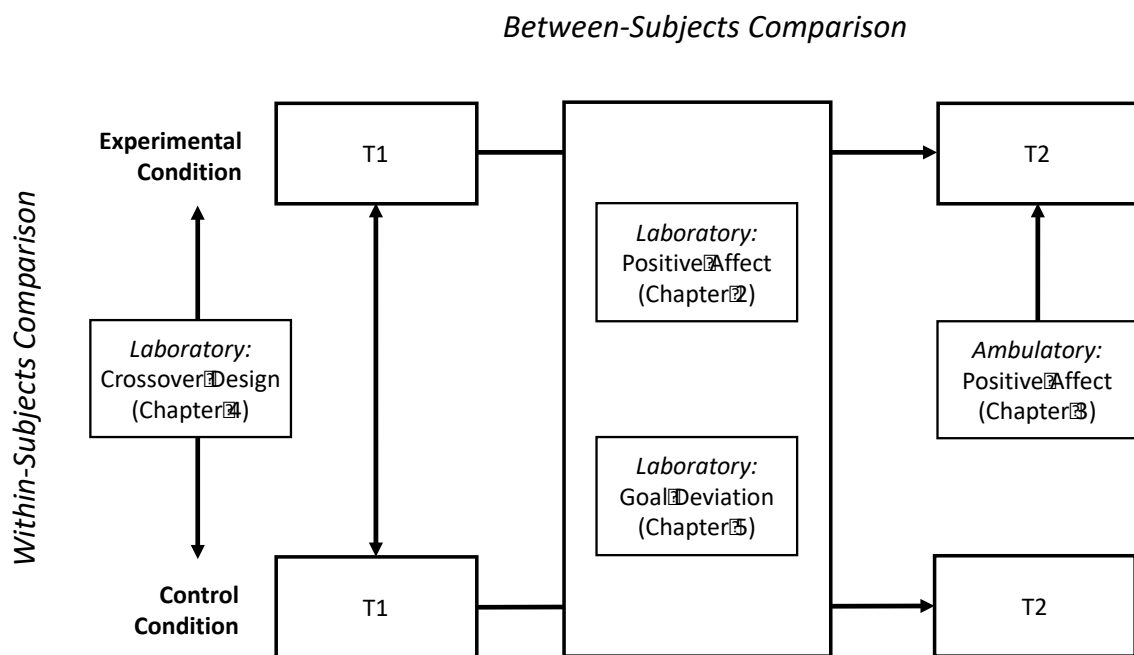 Between-Subjects Comparison
Within-Subjects Comparison
Experimental
Condition
T1
T2
Laboratory:
Positive Affect
(Chapter 2)
Laboratory:
Crossover Design
(Chapter 4)
Ambulatory:
Positive Affect
(Chapter 3)
Laboratory:
Goal Deviation
(Chapter 5)
Control
Condition
T1
T2